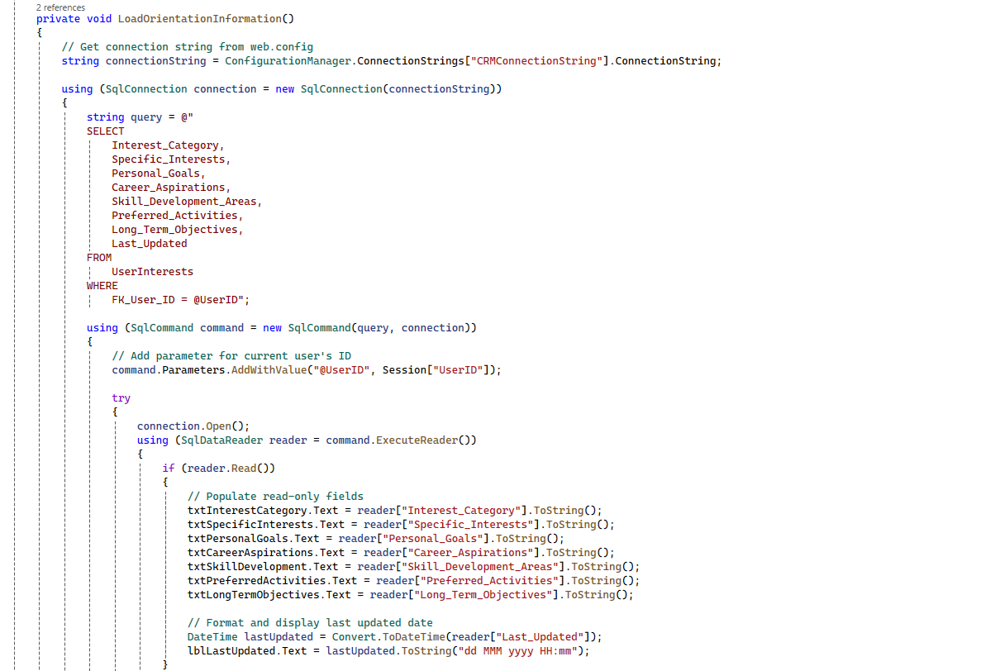 2 references
private void LoadOrientationInformation()
{
// Get connection string from web.config
string connectionString = ConfigurationManager.ConnectionStrings["CRMConnectionString"].ConnectionString;
using (SqlConnection connection = new SqlConnection(connectionString))
{
string query = @"
SELECT
Interest_Category,
Specific_Interests,
Personal_Goals,
Career_Aspirations,
Skill_Development_Areas,
Preferred_Activities,
Long_Term_Objectives,
Last_Updated
FROM
UserInterests
WHERE
FK_User_ID = @UserID";
using (SqlCommand command = new SqlCommand(query, connection))
{
// Add parameter for current user's ID
command.Parameters.AddWithValue("@UserID", Session["UserID"]);
try
{
connection.Open();
using (SqlDataReader reader = command.ExecuteReader())
{
if (reader.Read())
{
// Populate read-only fields
txtInterestCategory.Text = reader["Interest_Category"].ToString();
txtSpecificInterests.Text = reader["Specific_Interests"].ToString();
txtPersonalGoals.Text = reader["Personal_Goals"].ToString();
txtCareerAspirations.Text = reader["Career_Aspirations"].ToString();
txtSkillDevelopment.Text = reader["Skill_Development_Areas"].ToString();
txtPreferredActivities.Text = reader["Preferred_Activities"].ToString();
txtLongTermObjectives.Text = reader["Long_Term_Objectives"].ToString();
// Format and display last updated date
DateTime lastUpdated = Convert.ToDateTime(reader["Last_Updated"]);
lblLastUpdated.Text = lastUpdated.ToString("dd MMM yyyy HH:mm");
}